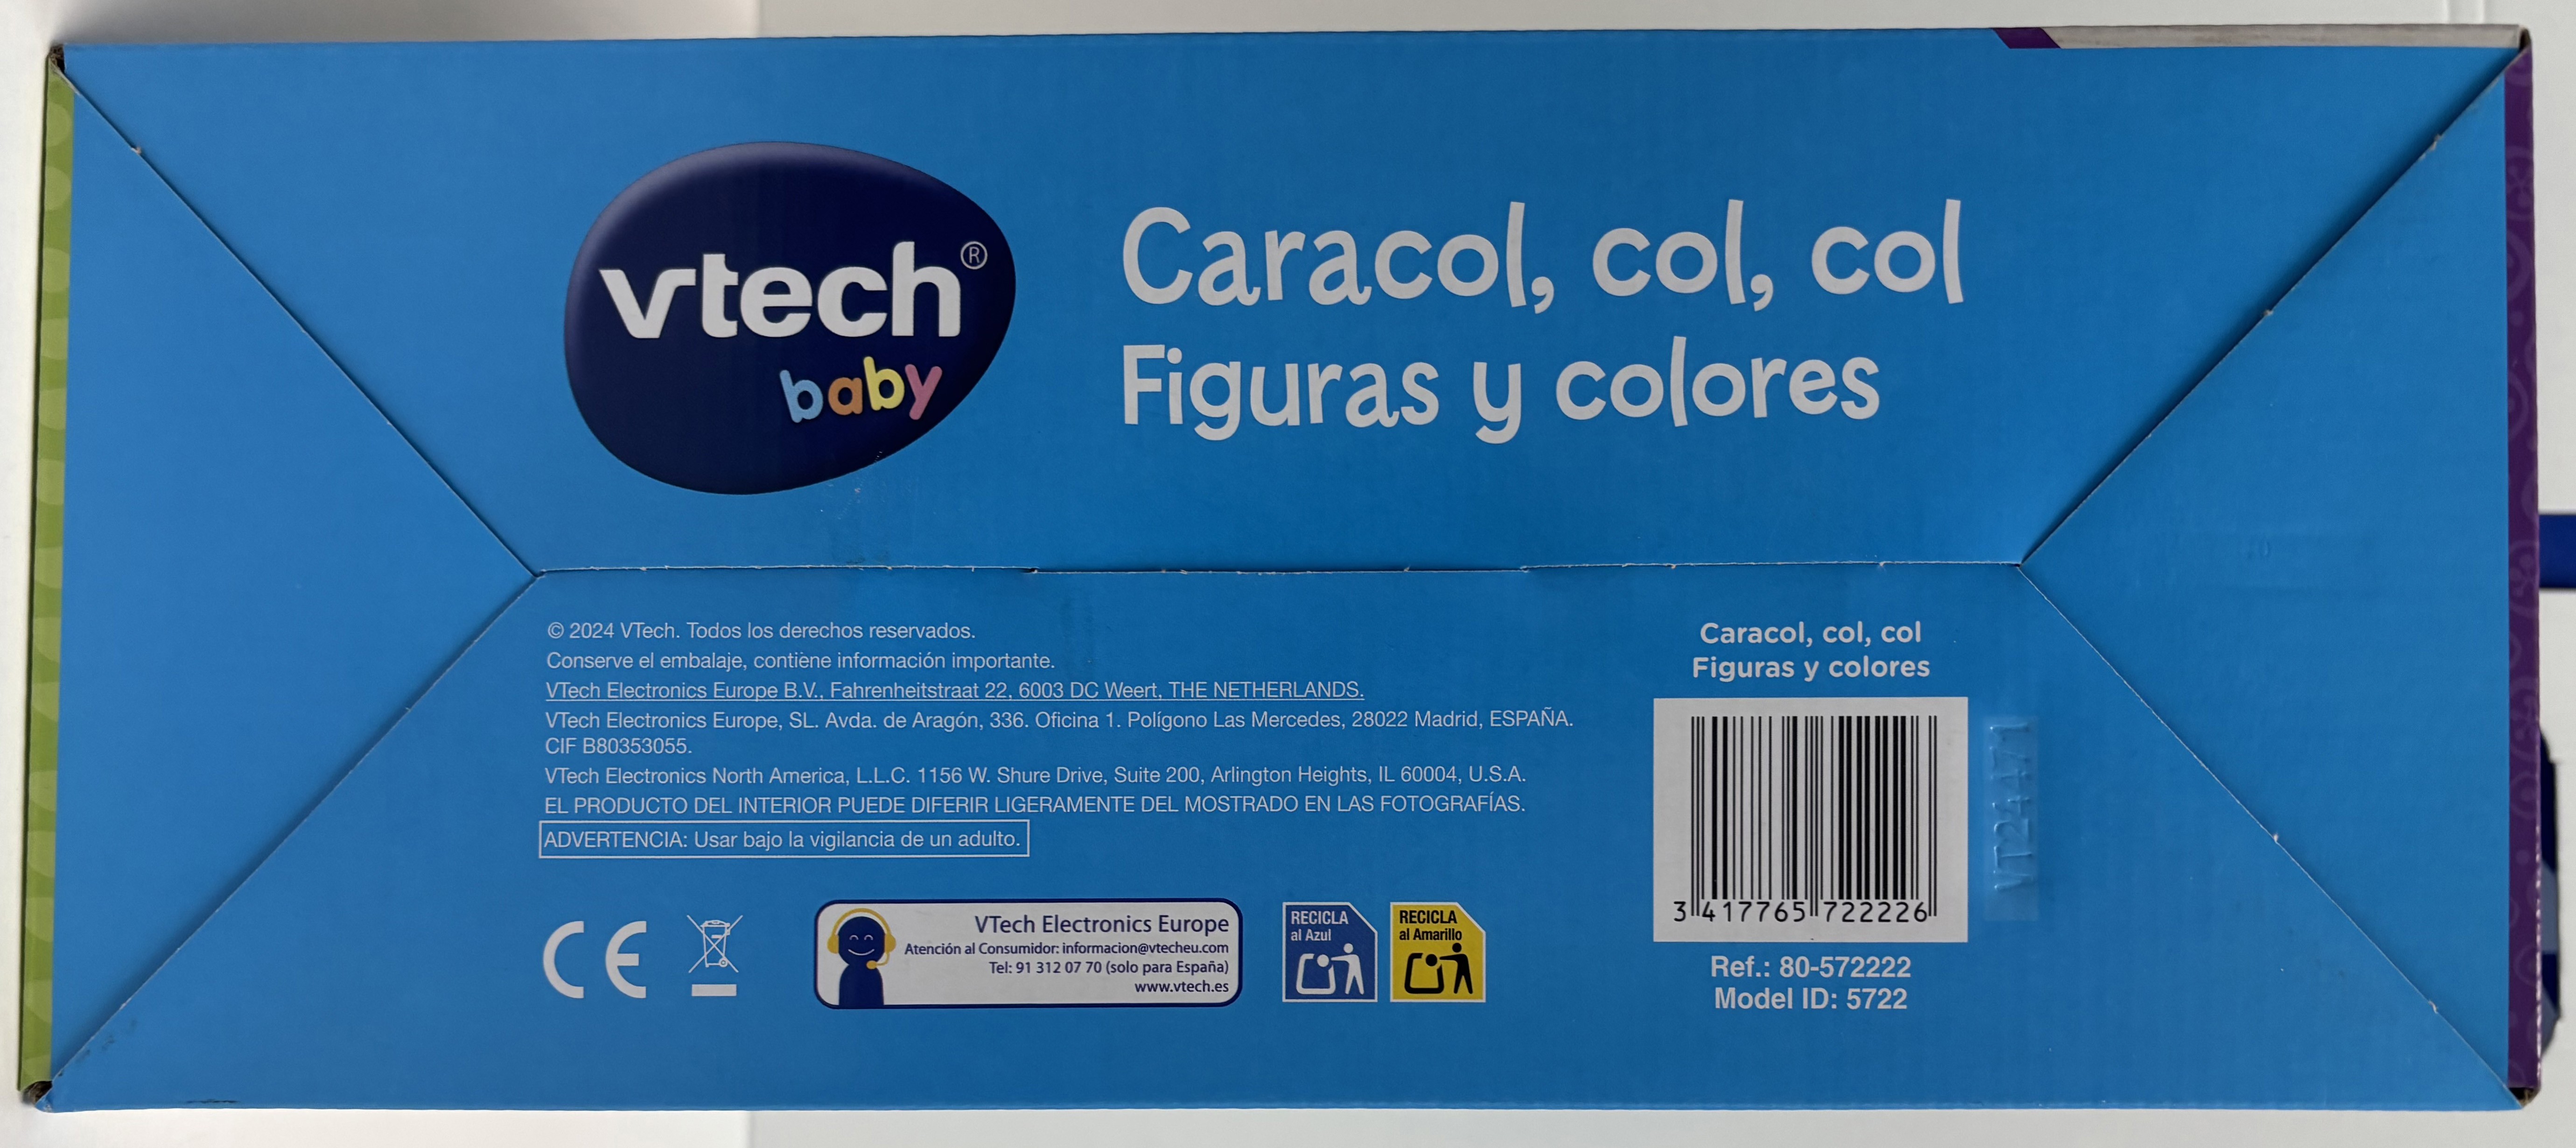 vtech®
baby
Caracol, col, col
Figuras y colores
© 2024 VTech. Todos los derechos reservados.
Conserve el embalaje, contiene información importante.
VTech Electronics Europe B.V., Fahrenheitstraat 22, 6003 DC Weert, THE NETHERLANDS.
VTech Electronics Europe, SL. Avda. de Aragón, 336. Oficina 1. Polígono Las Mercedes, 28022 Madrid, ESPAÑA.
CIF B80353055.
VTech Electronics North America, L.L.C. 1156 W. Shure Drive, Suite 200, Arlington Heights, IL 60004, U.S.A.
EL PRODUCTO DEL INTERIOR PUEDE DIFERIR LIGERAMENTE DEL MOSTRADO EN LAS FOTOGRAFÍAS.
ADVERTENCIA: Usar bajo la vigilancia de un adulto.
CE
VTech Electronics Europe
Atención al Consumidor: informacion@vtecheu.com
Tel: 91 312 07 70 (solo para España)
www.vtech.es
RECICLA
al Azul
RECICLA
al Amarillo
Caracol, col, col
Figuras y colores
3 417765 722226
Ref.: 80-572222
Model ID: 5722